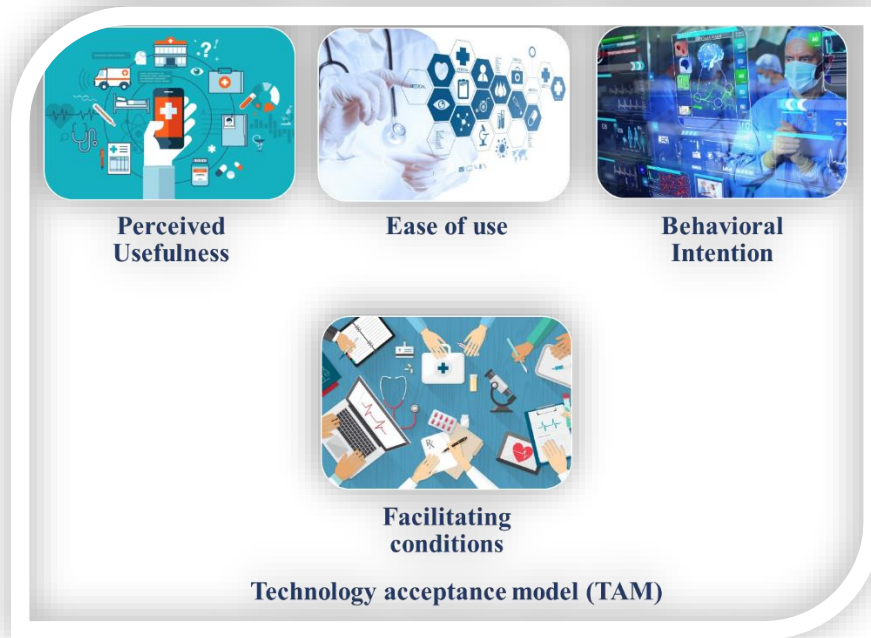 Perceived
Usefulness
Ease of use
Behavioral
Intention
Facilitating
conditions
Technology acceptance model (TAM)